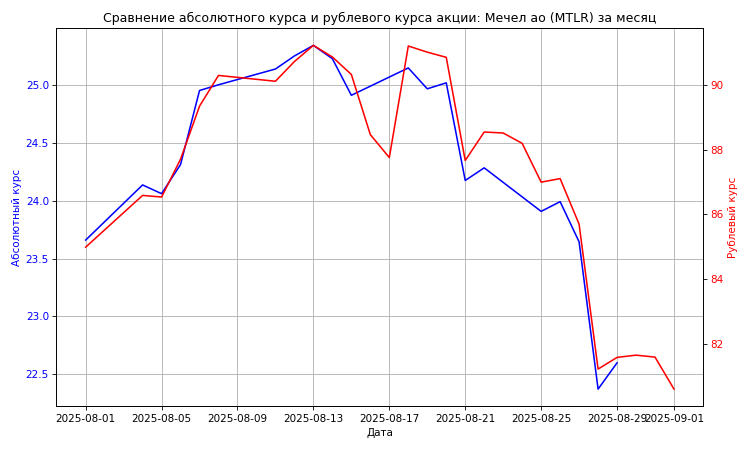 Сравнение абсолютного курса и рублевого курса акции: Мечел ао (MTLR) за месяц
Абсолютный курс
25.0
24.5
24.0
23.5
23.0
22.5
90
88
86
84
82
Рублевый курс
2025-08-01 2025-08-05 2025-08-09 2025-08-13 2025-08-17 2025-08-21 2025-08-25 2025-08-29 2025-09-01
Дата